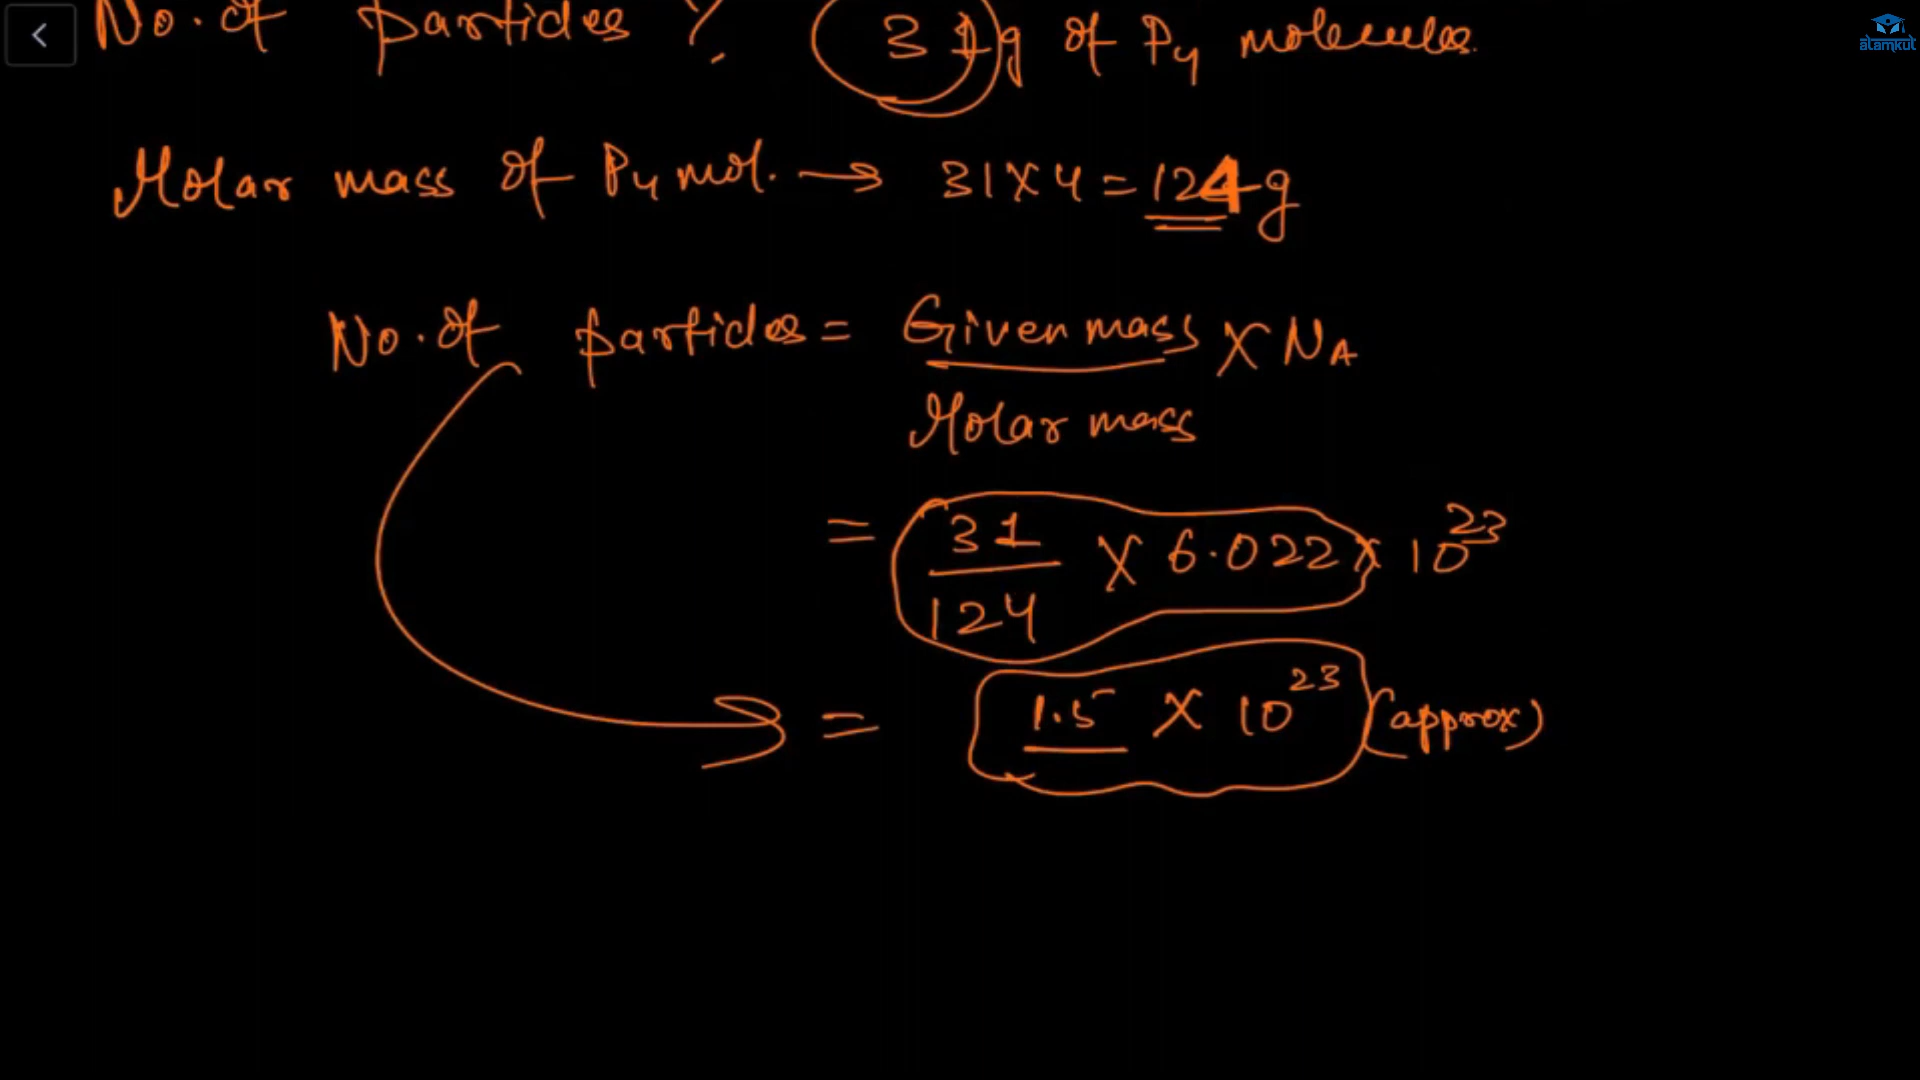 No. of particles ? 31g of P4 molecules.
atamkut
Molar mass of P4 mol. → 31 X 4 = 124 g
No. of particles = Given mass X NA
Molar mass
= 31 X 6.022 x 10^23
124
= 1.5 X 10^23 (approx)